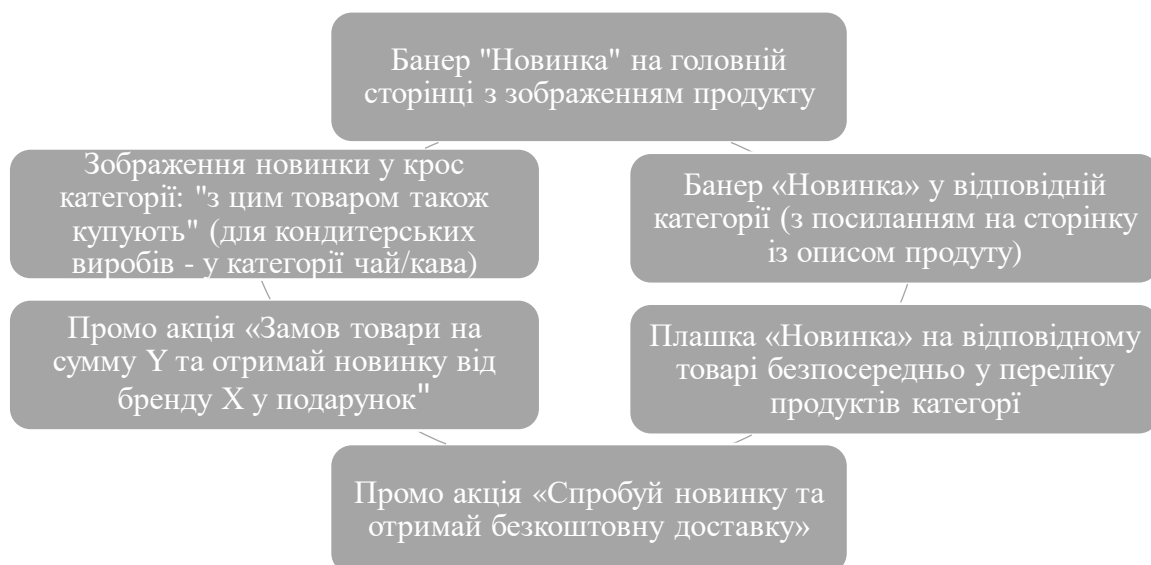 Банер "Новинка" на головній
сторінці з зображенням продукту
Зображення новинки у крос
категорії: "з цим товаром також
купують" (для кондитерських
виробів - у категорії чай/кава)
Банер «Новинка» у відповідній
категорії (з посиланням на сторінку
із описом продуту)
Промо акція «Замов товари на
сумму Y та отримай новинку від
бренду X у подарунок"
Плашка «Новинка» на відповідному
товарі безпосередньо у переліку
продуктів категорї
Промо акція «Спробуй новинку та
отримай безкоштовну доставку»